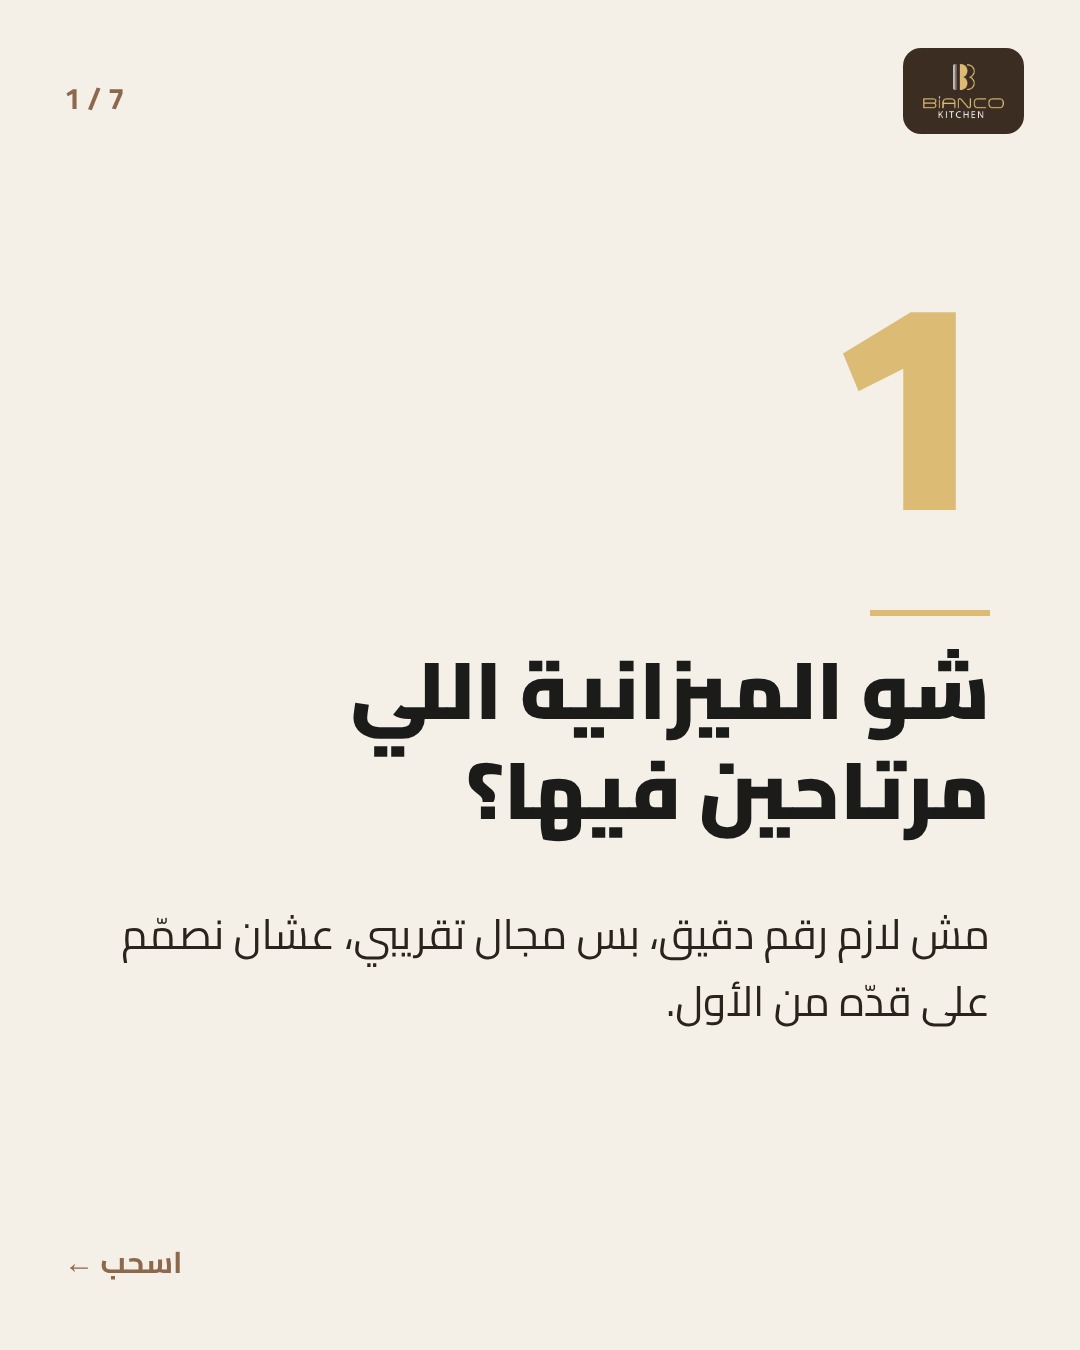 1 / 7
BiANCO
KITCHEN
1
شو الميزانية اللي
مرتاحين فيها؟
مش لازم رقم دقيق، بس مجال تقريبي، عشان نصمّم
على قدّه من الأول.
اسحب ←